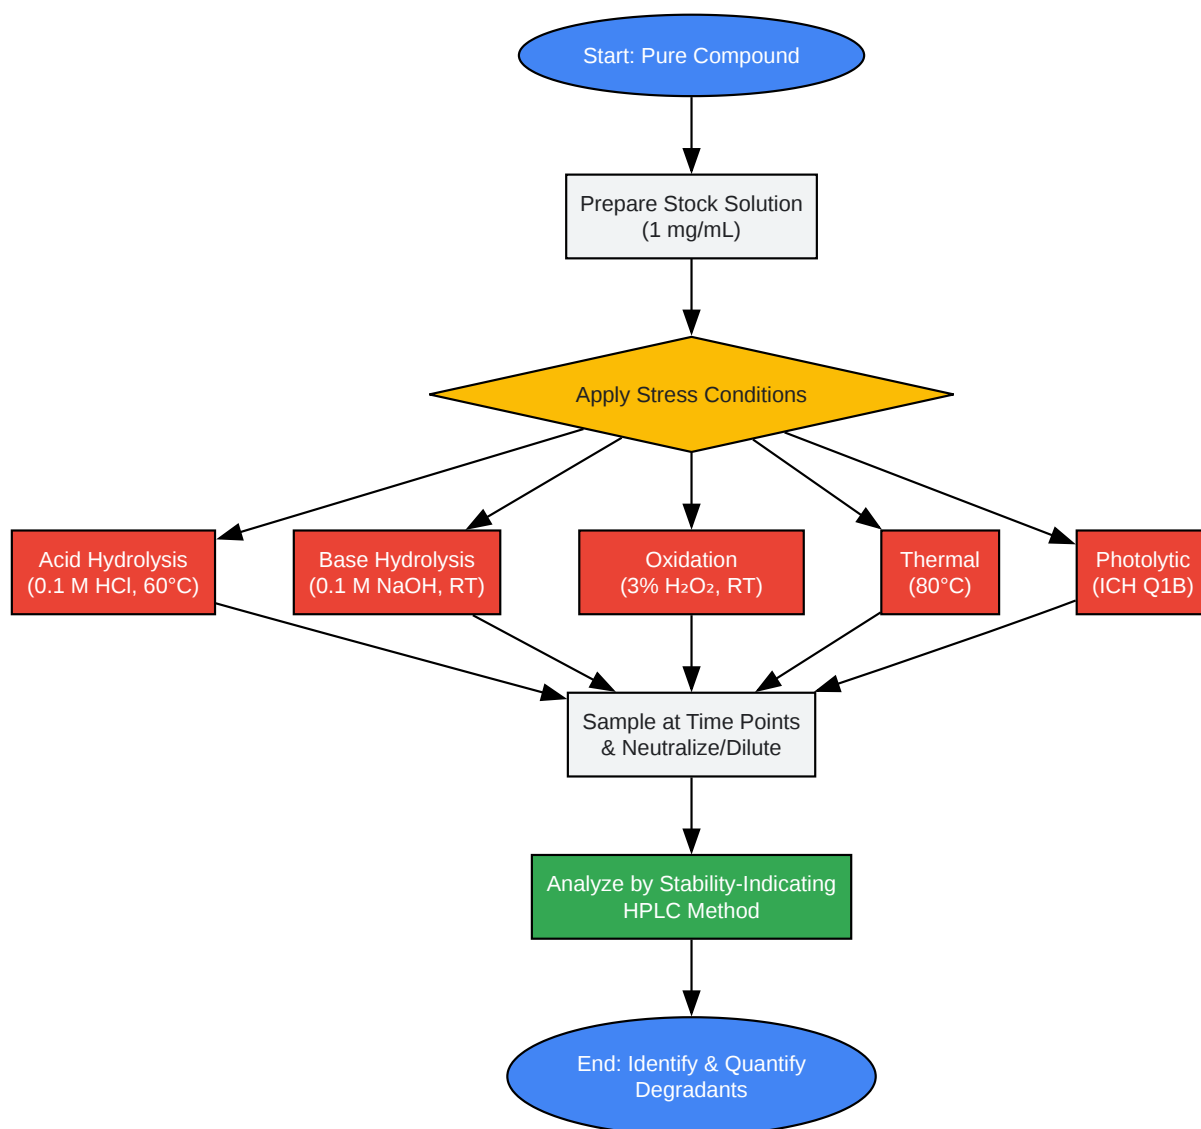 Start: Pure Compound
Prepare Stock Solution
(1 mg/mL)
Apply Stress Conditions
Acid Hydrolysis
(0.1 M HCl, 60°C)
Base Hydrolysis
(0.1 M NaOH, RT)
Oxidation
(3% H₂O₂, RT)
Thermal
(80°C)
Photolytic
(ICH Q1B)
Sample at Time Points
& Neutralize/Dilute
Analyze by Stability-Indicating
HPLC Method
End: Identify & Quantify
Degradants